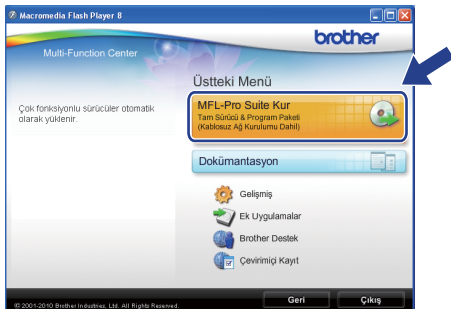 Macromedia Flash Player 8
brother
Multi-Function Center
Üstteki Menü
Çok fonksiyonlu sürücüler otomatik
olarak yüklenir.
MFL-Pro Suite Kur
Tam Sürücü & Program Paketi
(Kablosuz Ağ Kurulumu Dahil)
Dokümantasyon
Gelişmiş
Ek Uygulamalar
Brother Destek
Çevirimiçi Kayıt
© 2001-2010 Brother Industries, Ltd. All Rights Reserved.
Geri
Çıkış